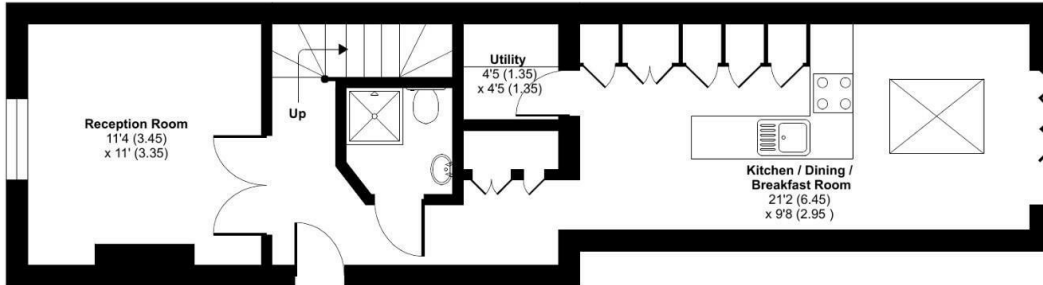 Reception Room
11'4 (3.45)
x 11' (3.35)
Up
Utility
4'5 (1.35)
x 4'5 (1.35)
Kitchen / Dining /
Breakfast Room
21'2 (6.45)
x 9'8 (2.95 )